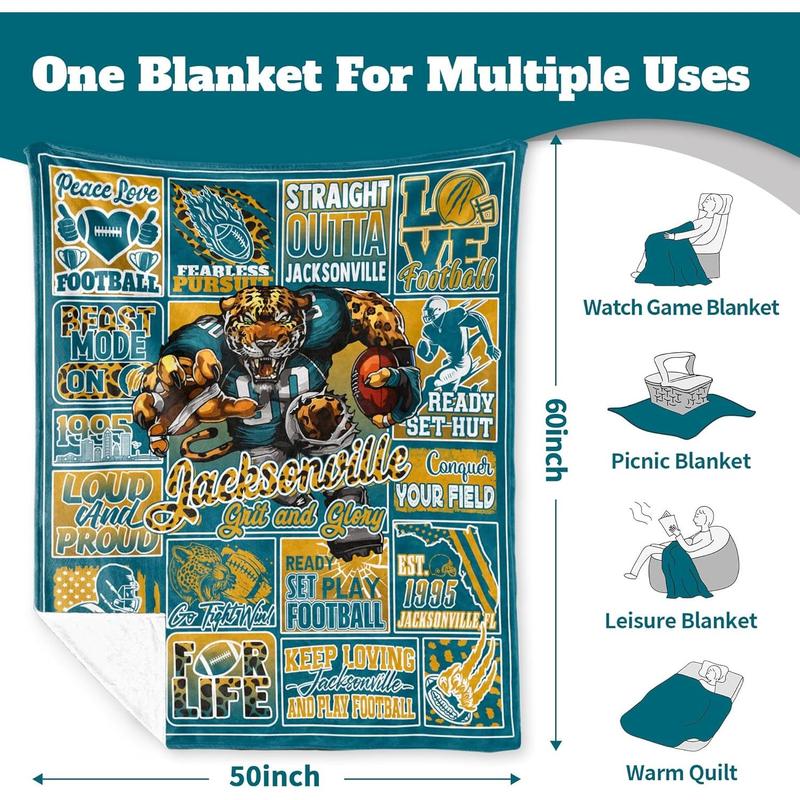 One Blanket For Multiple Uses
Peace Love
FOOTBALL
FEARLESS
PURSUIT
STRAIGHT
OUTTA
JACKSONVILLE
LOVE
Football
BEAST
MODE
ON
READY
SET-HUT
1995
Jacksonville
Grit and Glory
Conquer
YOUR FIELD
LOUD
And
PROUD
Go Fight Win!
READY
SET PLAY
FOOTBALL
EST.
1995
JACKSONVILLE, FL
FOR
LIFE
KEEP LOVING
Jacksonville
AND PLAY FOOTBALL
60inch
50inch
Watch Game Blanket
Picnic Blanket
Leisure Blanket
Warm Quilt